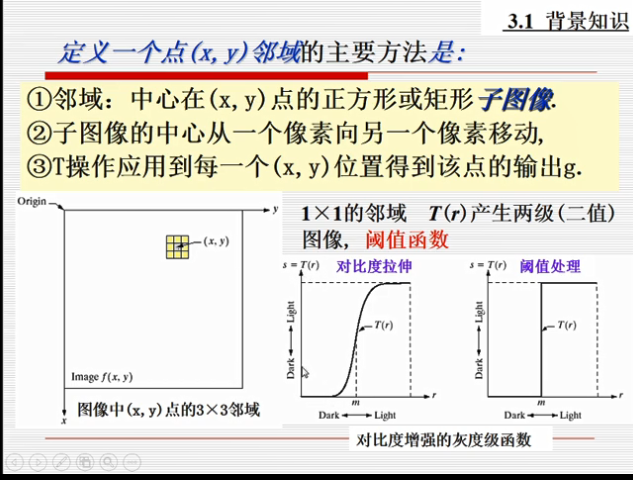 3.1 背景知识
定义一个点(x,y)邻域的主要方法是:
①邻域: 中心在(x,y)点的正方形或矩形子图像.
②子图像的中心从一个像素向另一个像素移动,
③T操作应用到每一个(x,y)位置得到该点的输出g.
Origin
y
(x, y)
Image f(x, y)
x
图像中(x,y)点的3×3邻域
1×1的邻域 T(r)产生两级(二值)
图像, 阈值函数
s = T(r) 对比度拉伸
Dark Light
T(r)
m
r
Dark Light
s = T(r) 阈值处理
Dark Light
T(r)
m
r
Dark Light
对比度增强的灰度级函数